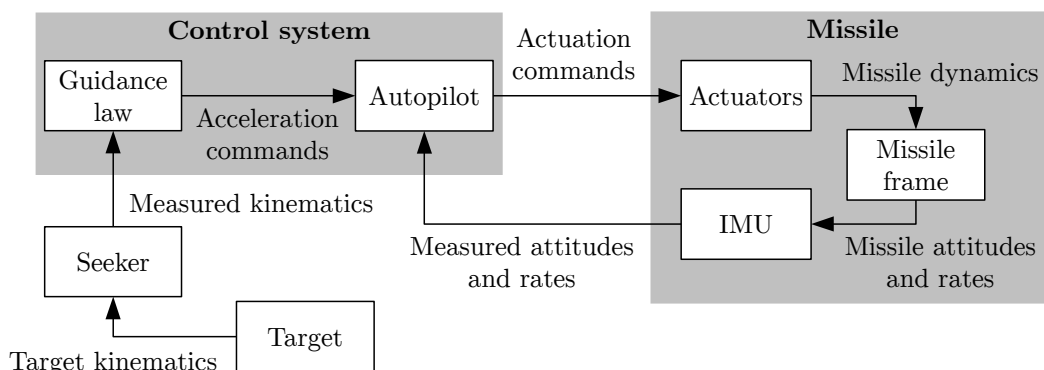 Control system
Guidance
law
Acceleration
commands
Autopilot
Actuation
commands
Missile
Actuators
Missile dynamics
Missile
frame
IMU
Missile attitudes
and rates
Measured attitudes
and rates
Measured kinematics
Seeker
Target
Target kinematics